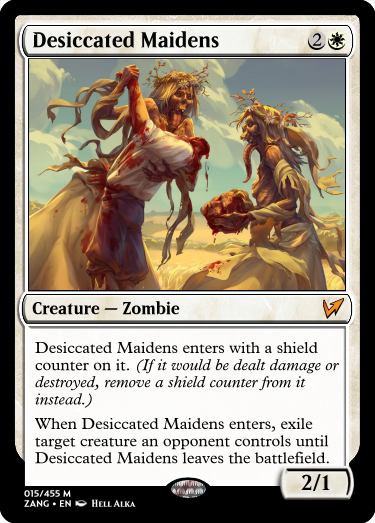 Desiccated Maidens 2
Creature — Zombie
Desiccated Maidens enters with a shield
counter on it. (If it would be dealt damage or
destroyed, remove a shield counter from it
instead.)
When Desiccated Maidens enters, exile
target creature an opponent controls until
Desiccated Maidens leaves the battlefield.
2/1
015/455 M
ZANG • EN Hell Alka